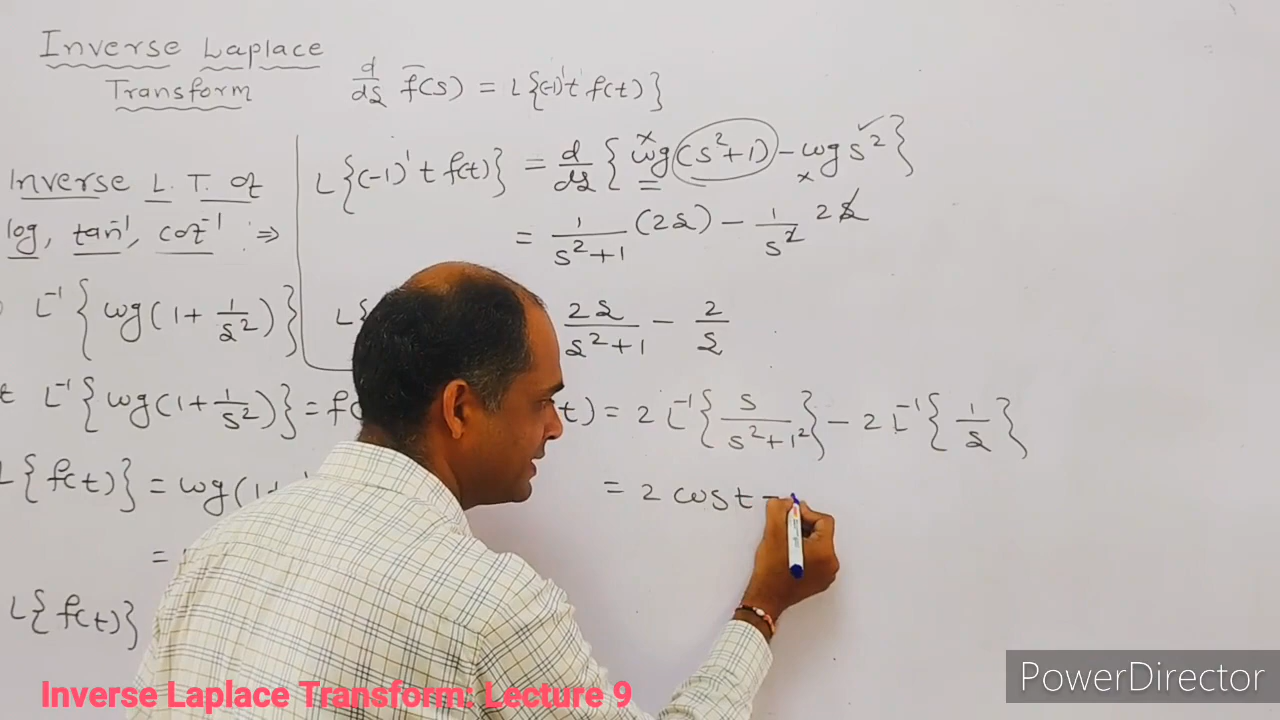 Inverse Laplace
Transform
d/ds f̄(s) = L{(-1)¹t f(t)}
Inverse L. T. of
log, tan⁻¹, cot⁻¹ :⇒
L⁻¹{log(1+1/s²)}
L⁻¹{log(1+1/s²)} = f(
L{f(t)} = log(1+
=
L{f(t)}
L{(-1)¹ t f(t)} = d/ds {log(s²+1) - log s²}
= 1/(s²+1) (2s) - 1/s² 2s
L{ 2s/(s²+1) - 2/s
t) = 2 L⁻¹{s/(s²+1²)} - 2 L⁻¹{1/s}
= 2 cos t -
Inverse Laplace Transform: Lecture 9
PowerDirector